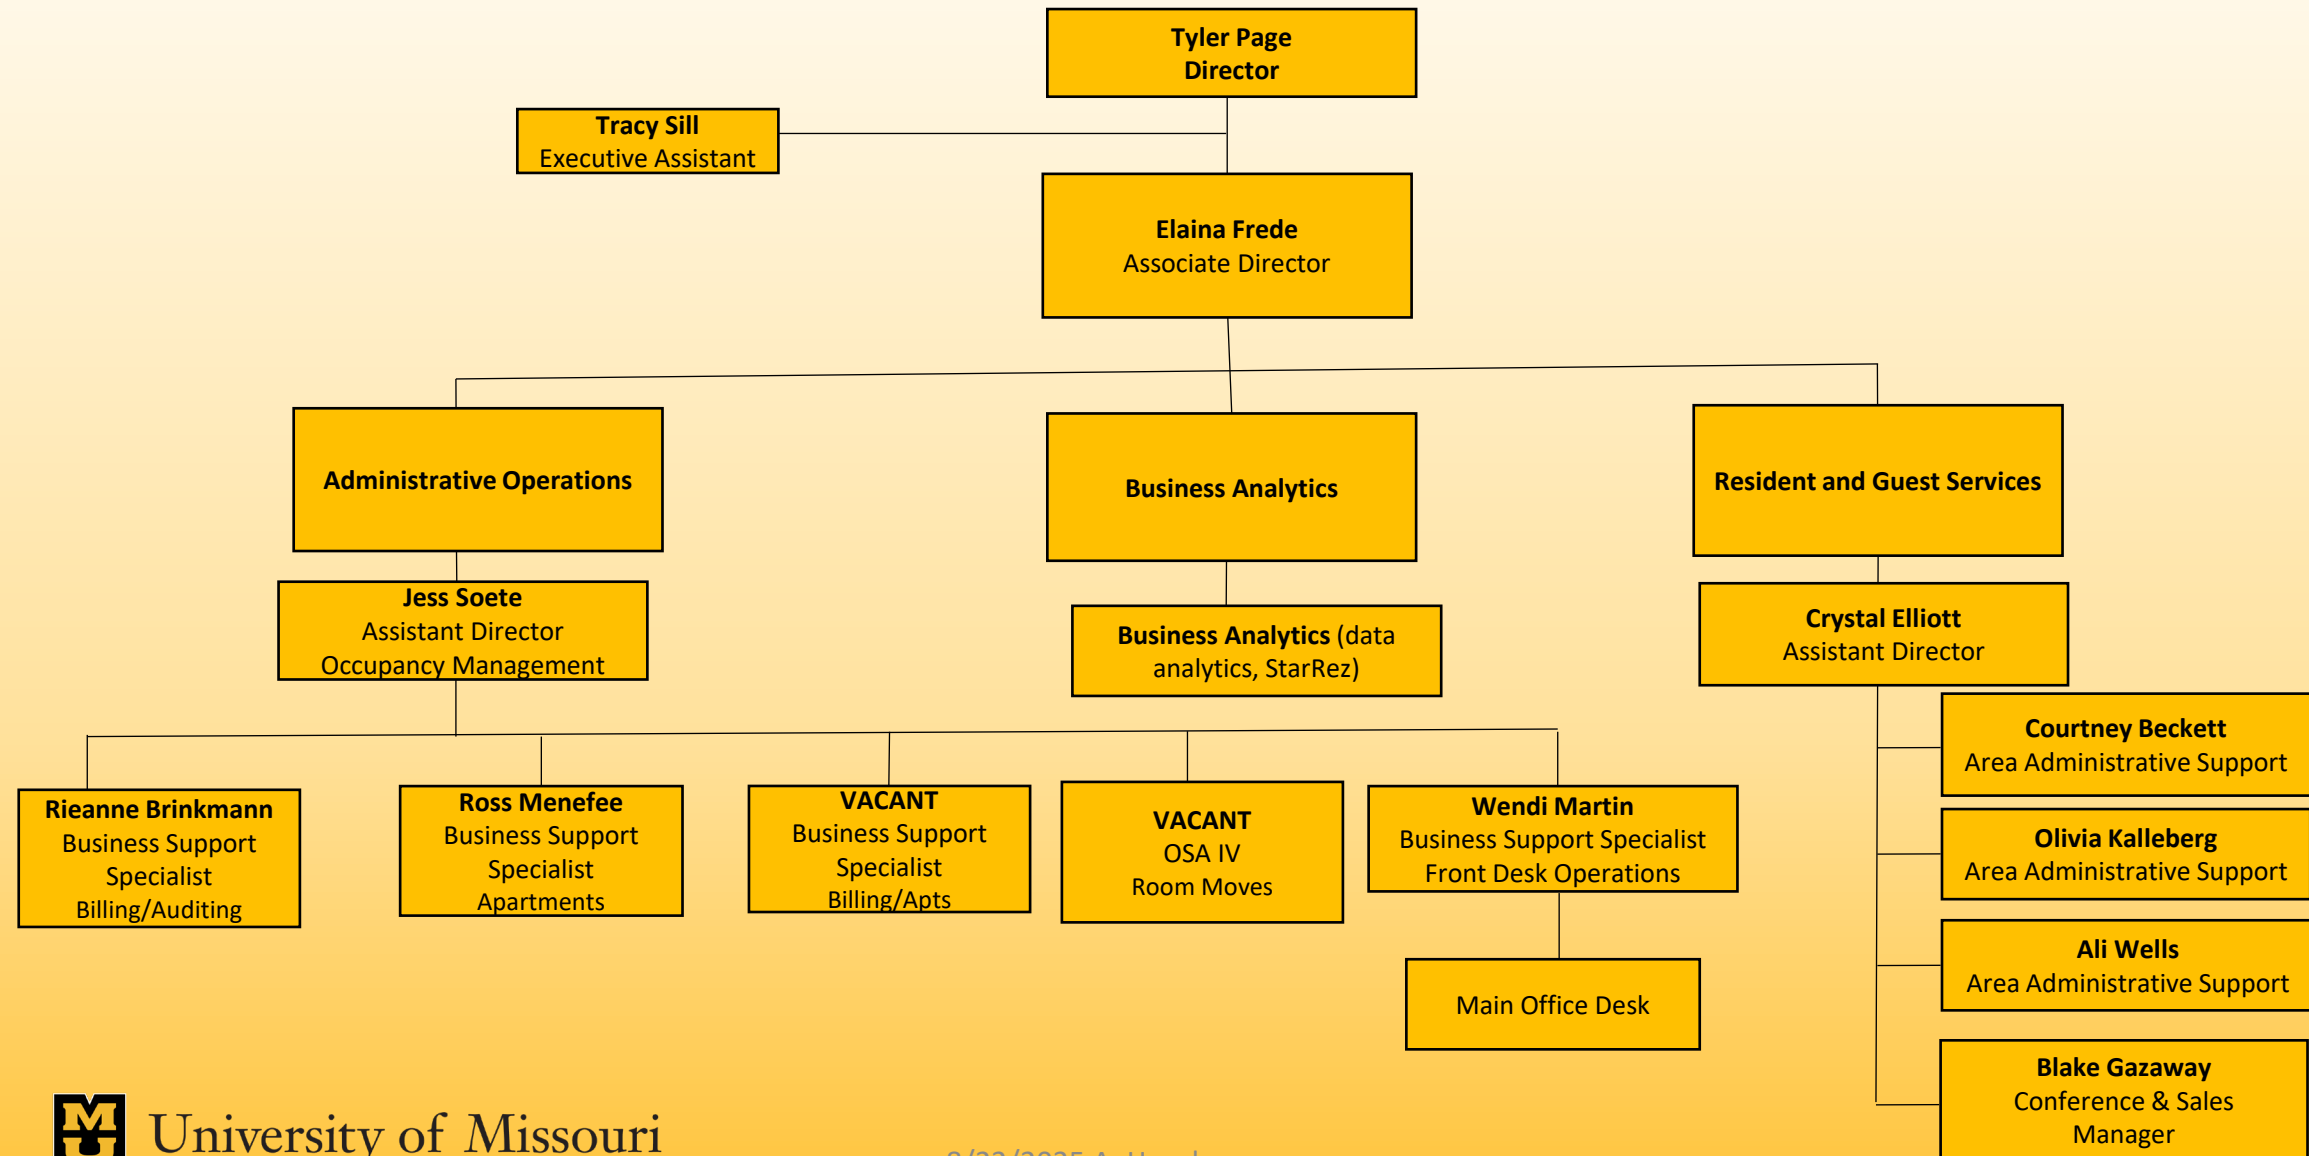 Tyler Page
Director
Tracy Sill
Executive Assistant
Elaina Frede
Associate Director
Administrative Operations
Business Analytics
Resident and Guest Services
Jess Soete
Assistant Director
Occupancy Management
Business Analytics (data
analytics, StarRez)
Crystal Elliott
Assistant Director
Courtney Beckett
Area Administrative Support
Olivia Kalleberg
Area Administrative Support
Ali Wells
Area Administrative Support
Blake Gazaway
Conference & Sales
Manager
Rieanne Brinkmann
Business Support
Specialist
Billing/Auditing
Ross Menefee
Business Support
Specialist
Apartments
VACANT
Business Support
Specialist
Billing/Apts
VACANT
OSA IV
Room Moves
Wendi Martin
Business Support Specialist
Front Desk Operations
Main Office Desk
University of Missouri